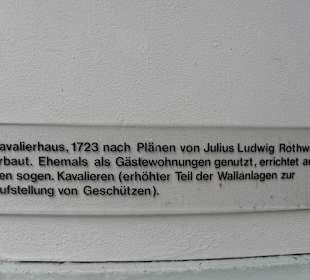 avalierhaus, 1723 nach Plänen von Julius Ludwig Rothw
rbaut. Ehemals als Gästewohnungen genutzt, errichtet a
en sogen. Kavalieren (erhöhter Teil der Wallanlagen zur
ufstellung von Geschützen).